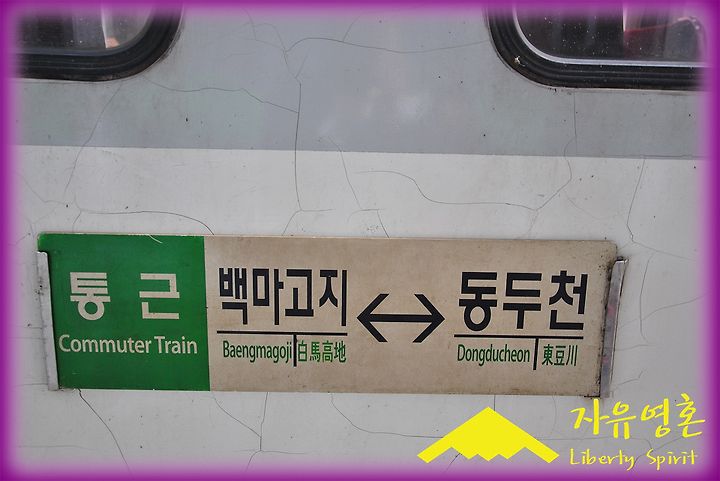 통 근
Commuter Train
백마고지
Baengmagoji 白馬高地
동두천
Dongducheon 東豆川
자유영혼
Liberty Spirit